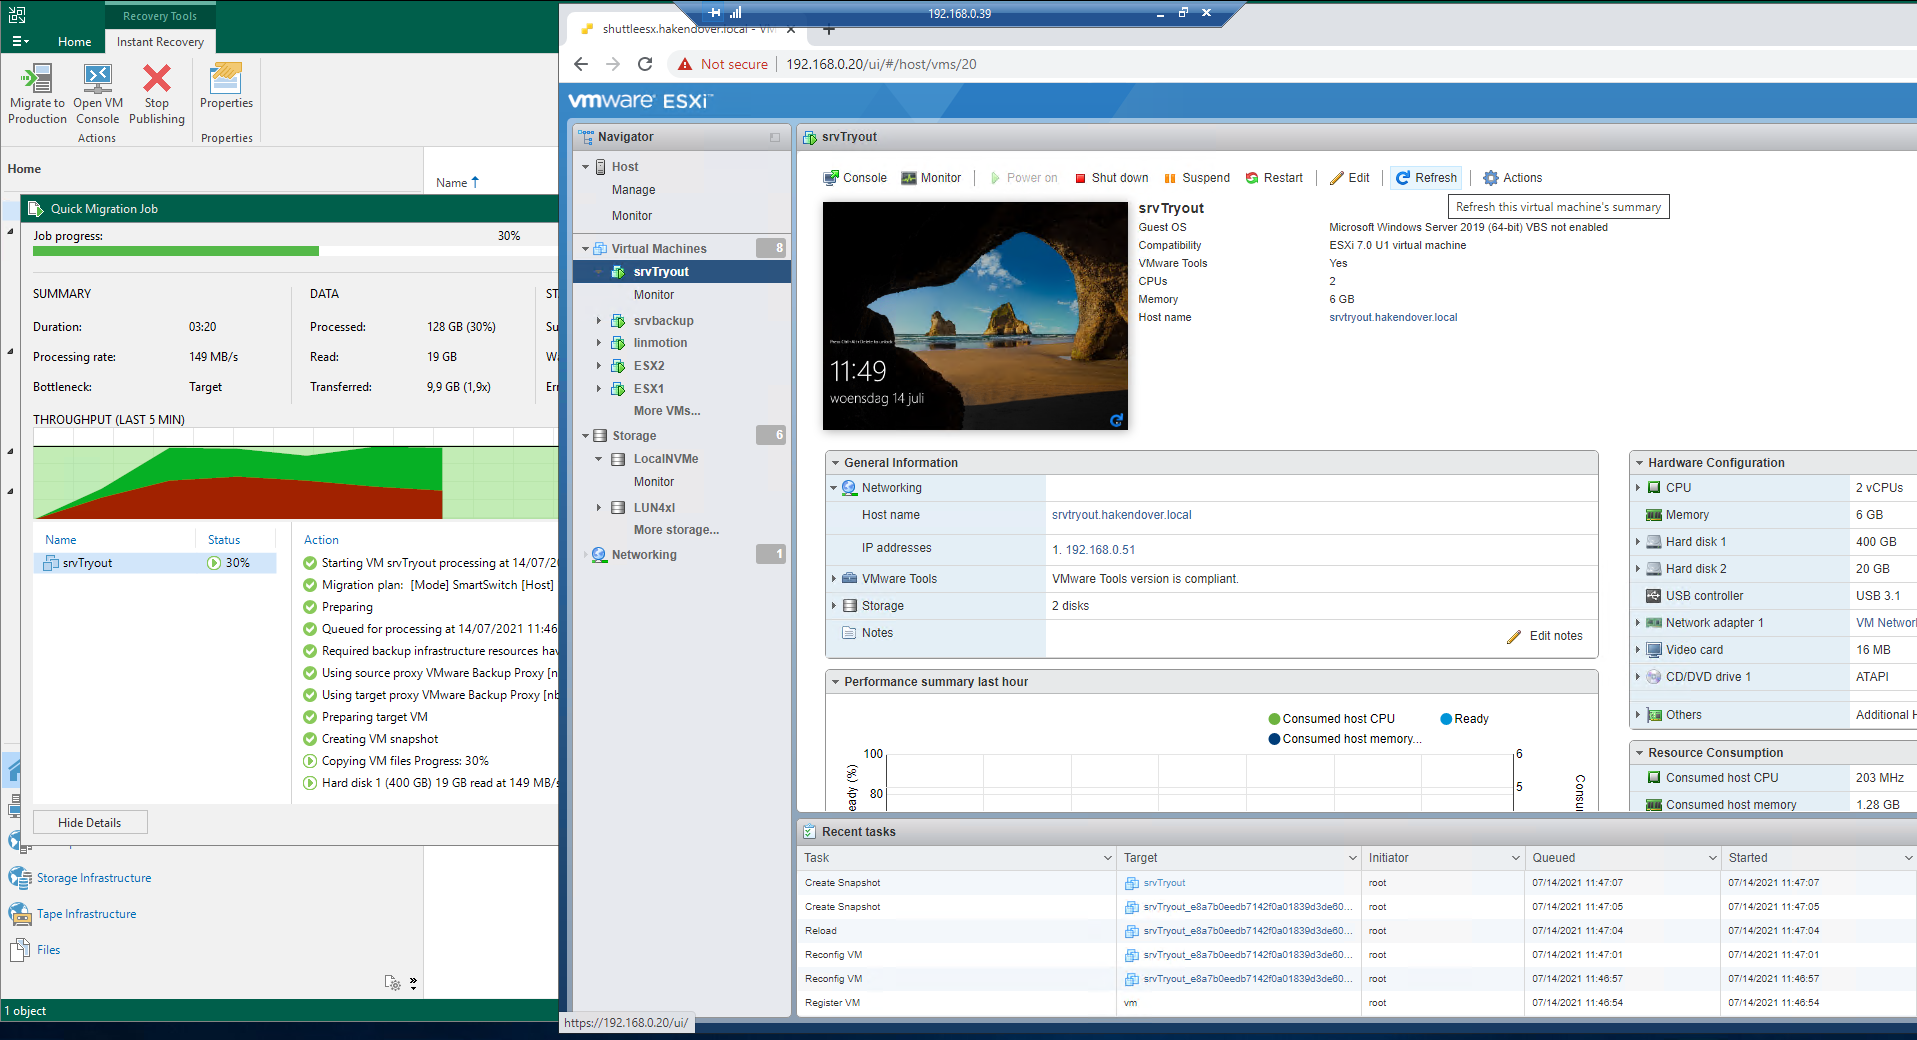 Recovery Tools
Home
Instant Recovery
Migrate to Production
Open VM Console
Stop Publishing
Properties
Actions
Properties
Home
Name
Quick Migration Job
Job progress:
30%
SUMMARY
DATA
ST
Duration:
03:20
Processed:
128 GB (30%)
Su
Processing rate:
149 MB/s
Read:
19 GB
W
Bottleneck:
Target
Transferred:
9,9 GB (1,9x)
Err
THROUGHPUT (LAST 5 MIN)
Name
Status
Action
srvTryout
30%
Starting VM srvTryout processing at 14/07/20
Migration plan: [Mode] SmartSwitch [Host]
Preparing
Queued for processing at 14/07/2021 11:46
Required backup infrastructure resources hav
Using source proxy VMware Backup Proxy [n
Using target proxy VMware Backup Proxy [nb
Preparing target VM
Creating VM snapshot
Copying VM files Progress: 30%
Hard disk 1 (400 GB) 19 GB read at 149 MB/s
Hide Details
Storage Infrastructure
Tape Infrastructure
Files
1 object
192.168.0.39
shuttleesx.hakendover.local - VM
Not secure
192.168.0.20/ui/#/host/vms/20
vmware ESXi™
Navigator
Host
Manage
Monitor
Virtual Machines
8
srvTryout
Monitor
srvbackup
linmotion
ESX2
ESX1
More VMs...
Storage
6
LocalNVMe
Monitor
LUN4xl
More storage...
Networking
1
srvTryout
Console
Monitor
Power on
Shut down
Suspend
Restart
Edit
Refresh
Actions
Refresh this virtual machine's summary
11:49
woensdag 14 juli
srvTryout
Guest OS
Microsoft Windows Server 2019 (64-bit) VBS not enabled
Compatibility
ESXi 7.0 U1 virtual machine
VMware Tools
Yes
CPUs
2
Memory
6 GB
Host name
srvtryout.hakendover.local
General Information
Networking
Host name
srvtryout.hakendover.local
IP addresses
1. 192.168.0.51
VMware Tools
VMware Tools version is compliant.
Storage
2 disks
Notes
Edit notes
Hardware Configuration
CPU
2 vCPUs
Memory
6 GB
Hard disk 1
400 GB
Hard disk 2
20 GB
USB controller
USB 3.1
Network adapter 1
VM Networ
Video card
16 MB
CD/DVD drive 1
ATAPI
Others
Additional H
Performance summary last hour
Consumed host CPU
Ready
Consumed host memory...
100
80
eady (%)
6
5
Consu
Resource Consumption
Consumed host CPU
203 MHz
Consumed host memory
1.28 GB
Recent tasks
Task
Target
Initiator
Queued
Started
Create Snapshot
srvTryout
root
07/14/2021 11:47:07
07/14/2021 11:47:07
Create Snapshot
srvTryout_e8a7b0eedb7142f0a01839d3de60...
root
07/14/2021 11:47:05
07/14/2021 11:47:05
Reload
srvTryout_e8a7b0eedb7142f0a01839d3de60...
root
07/14/2021 11:47:04
07/14/2021 11:47:04
Reconfig VM
srvTryout_e8a7b0eedb7142f0a01839d3de60...
root
07/14/2021 11:47:01
07/14/2021 11:47:01
Reconfig VM
srvTryout_e8a7b0eedb7142f0a01839d3de60...
root
07/14/2021 11:46:57
07/14/2021 11:46:57
Register VM
vm
root
07/14/2021 11:46:54
07/14/2021 11:46:54
https://192.168.0.20/ui/